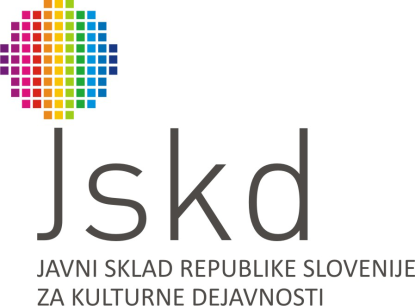 Jskd
JAVNI SKLAD REPUBLIKE SLOVENIJE
ZA KULTURNE DEJAVNOSTI